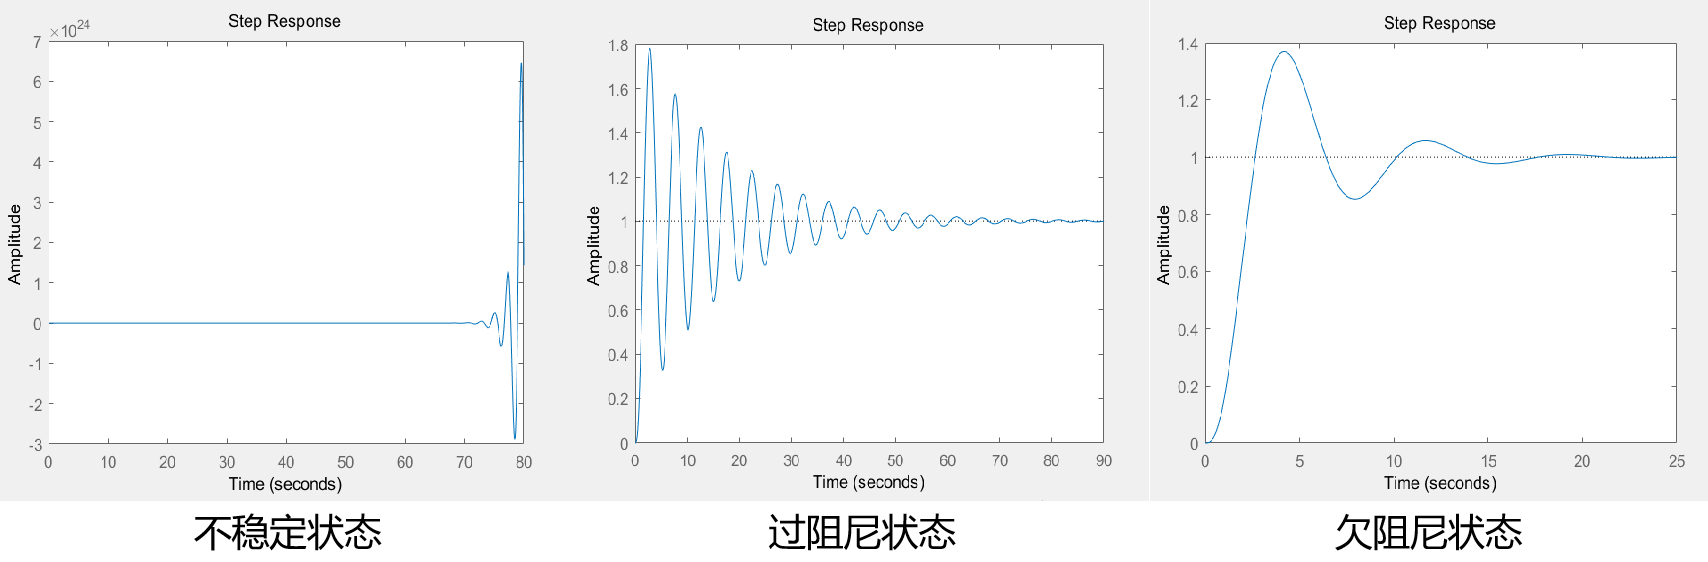 Step Response
×10^24
7
6
5
4
3
2
1
0
-1
-2
-3
Amplitude
0 10 20 30 40 50 60 70 80
Time (seconds)
不稳定状态
Step Response
1.8
1.6
1.4
1.2
1
0.8
0.6
0.4
0.2
0
Amplitude
0 10 20 30 40 50 60 70 80 90
Time (seconds)
过阻尼状态
Step Response
1.4
1.2
1
0.8
0.6
0.4
0.2
0
Amplitude
0 5 10 15 20 25
Time (seconds)
欠阻尼状态